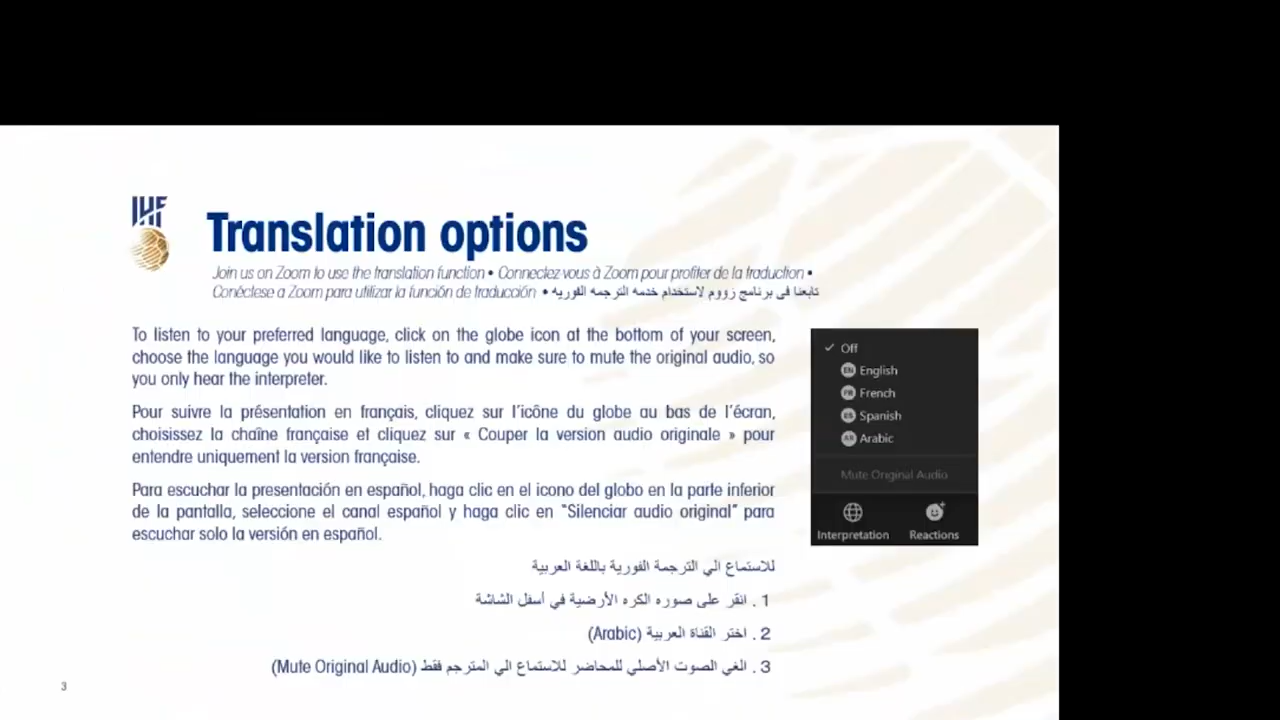 IHF
Translation options
Join us on Zoom to use the translation function • Connectez-vous à Zoom pour profiter de la traduction •
Conéctese a Zoom para utilizar la función de traducción • تابعنا فى برنامج زووم لاستخدام خدمه الترجمه الفوريه
To listen to your preferred language, click on the globe icon at the bottom of your screen,
choose the language you would like to listen to and make sure to mute the original audio, so
you only hear the interpreter.
Pour suivre la présentation en français, cliquez sur l'icône du globe au bas de l'écran,
choisissez la chaîne française et cliquez sur « Couper la version audio originale » pour
entendre uniquement la version française.
Para escuchar la presentación en español, haga clic en el icono del globo en la parte inferior
de la pantalla, seleccione el canal español y haga clic en "Silenciar audio original" para
escuchar solo la versión en español.
للاستماع الي الترجمة الفورية باللغة العربية
1 . انقر على صوره الكره الأرضية في أسفل الشاشة
2 . اختر القناة العربية (Arabic)
3 . الغي الصوت الأصلي للمحاضر للاستماع الي المترجم فقط (Mute Original Audio)
Off
EN English
FR French
ES Spanish
AR Arabic
Mute Original Audio
Interpretation Reactions
3